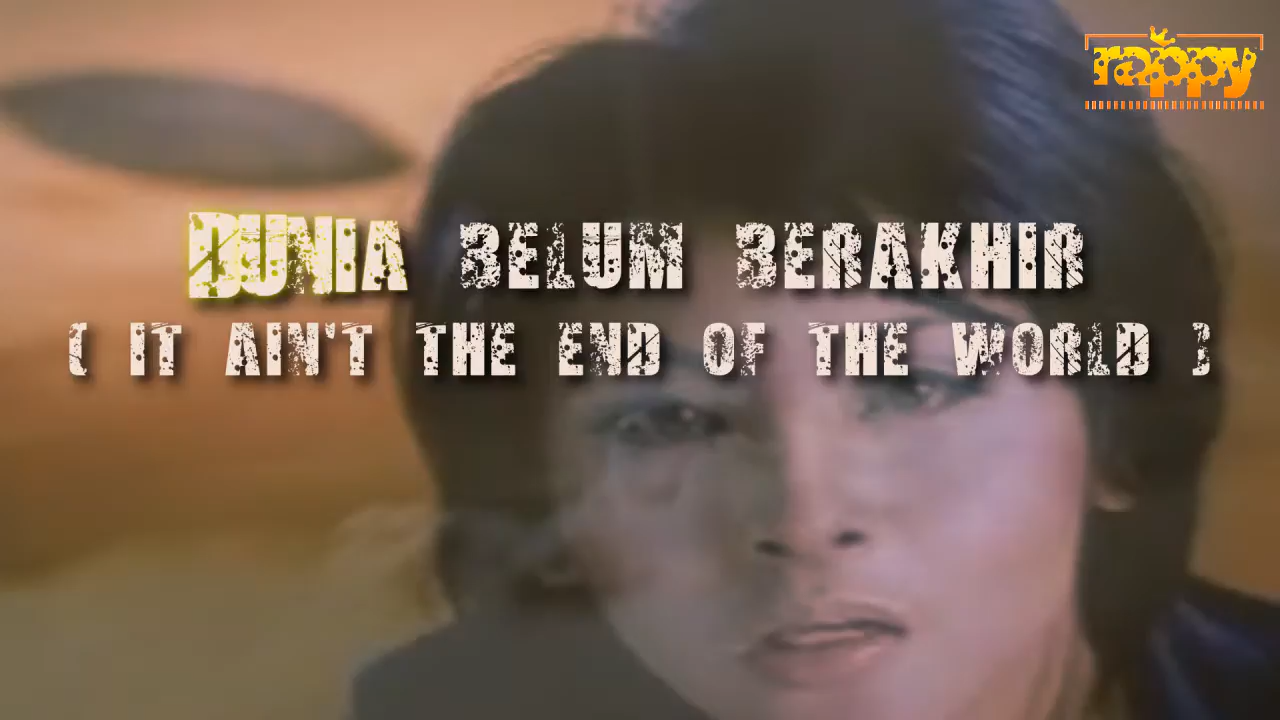 rappy
DUNIA BELUM BERAKHIR
( IT AIN'T THE END OF THE WORLD )